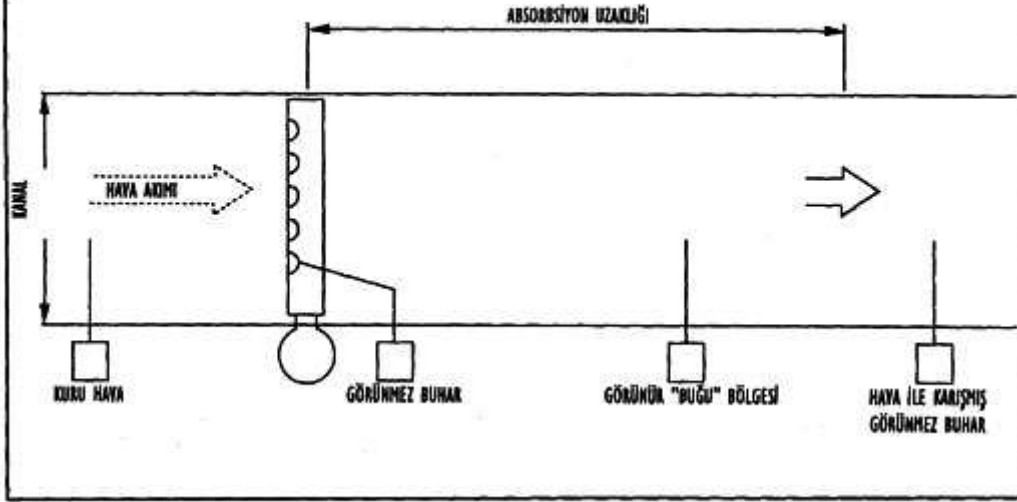 ABSORBSİYON UZAKLIĞI
KANAL
HAVA AKIMI
KURU HAVA
GÖRÜNMEZ BUHAR
GÖRÜNÜR "BUĞU" BÖLGESİ
HAVA İLE KARIŞMIŞ
GÖRÜNMEZ BUHAR